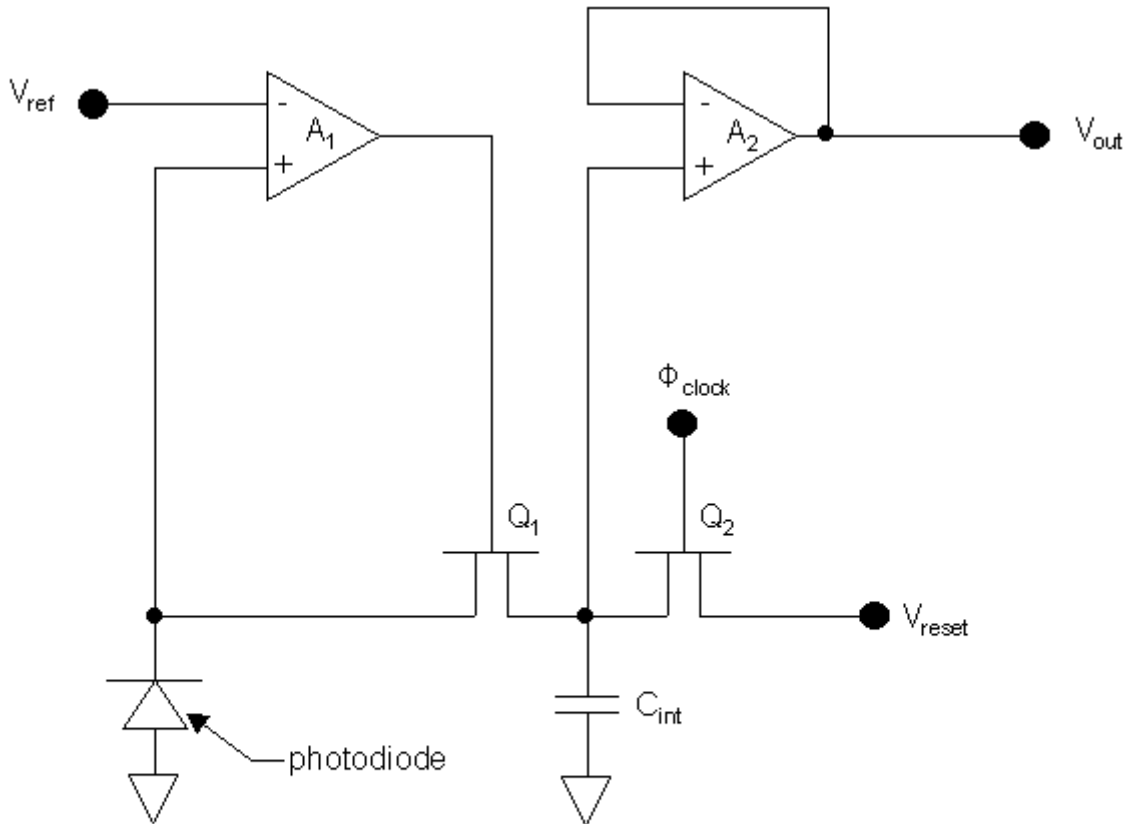 V_ref
-
A_1
+
-
A_2
+
V_out
Φ_clock
Q_1
Q_2
V_reset
C_int
photodiode